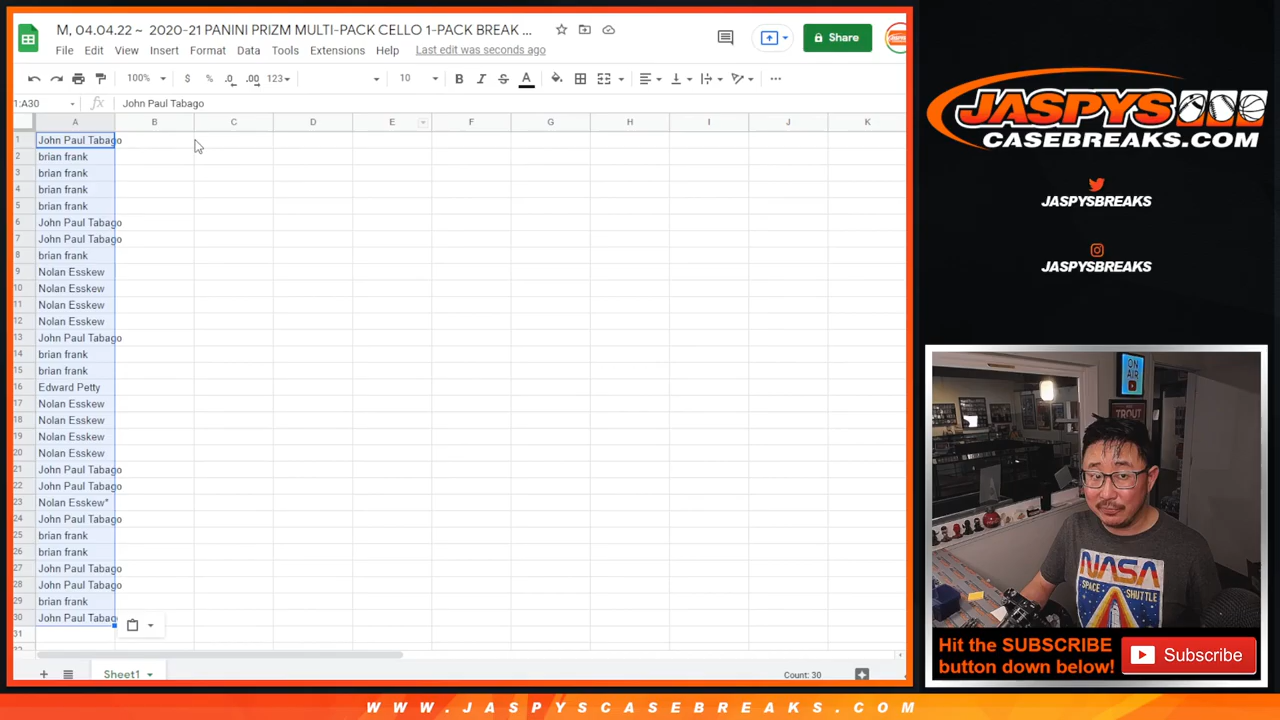 M, 04.04.22 ~ 2020-21 PANINI PRIZM MULTI-PACK CELLO 1-PACK BREAK ...
File Edit View Insert Format Data Tools Extensions Help Last edit was seconds ago
Share
100% $ % .0 .00 123 10 B I S A
1:A30 fx John Paul Tabago
A B C D E F G H I J K
1 John Paul Tabago
2 brian frank
3 brian frank
4 brian frank
5 brian frank
6 John Paul Tabago
7 John Paul Tabago
8 brian frank
9 Nolan Esskew
10 Nolan Esskew
11 Nolan Esskew
12 Nolan Esskew
13 John Paul Tabago
14 brian frank
15 brian frank
16 Edward Petty
17 Nolan Esskew
18 Nolan Esskew
19 Nolan Esskew
20 Nolan Esskew
21 John Paul Tabago
22 John Paul Tabago
23 Nolan Esskew*
24 John Paul Tabago
25 brian frank
26 brian frank
27 John Paul Tabago
28 John Paul Tabago
29 brian frank
30 John Paul Tabago
31
Sheet1
Count: 30
JASPYS
CASEBREAKS.COM
JASPYSBREAKS
JASPYSBREAKS
ON
AIR
TROUT
NASA
SPACE SHUTTLE
Hit the SUBSCRIBE
button down below!
Subscribe
WWW.JASPYSCASEBREAKS.COM